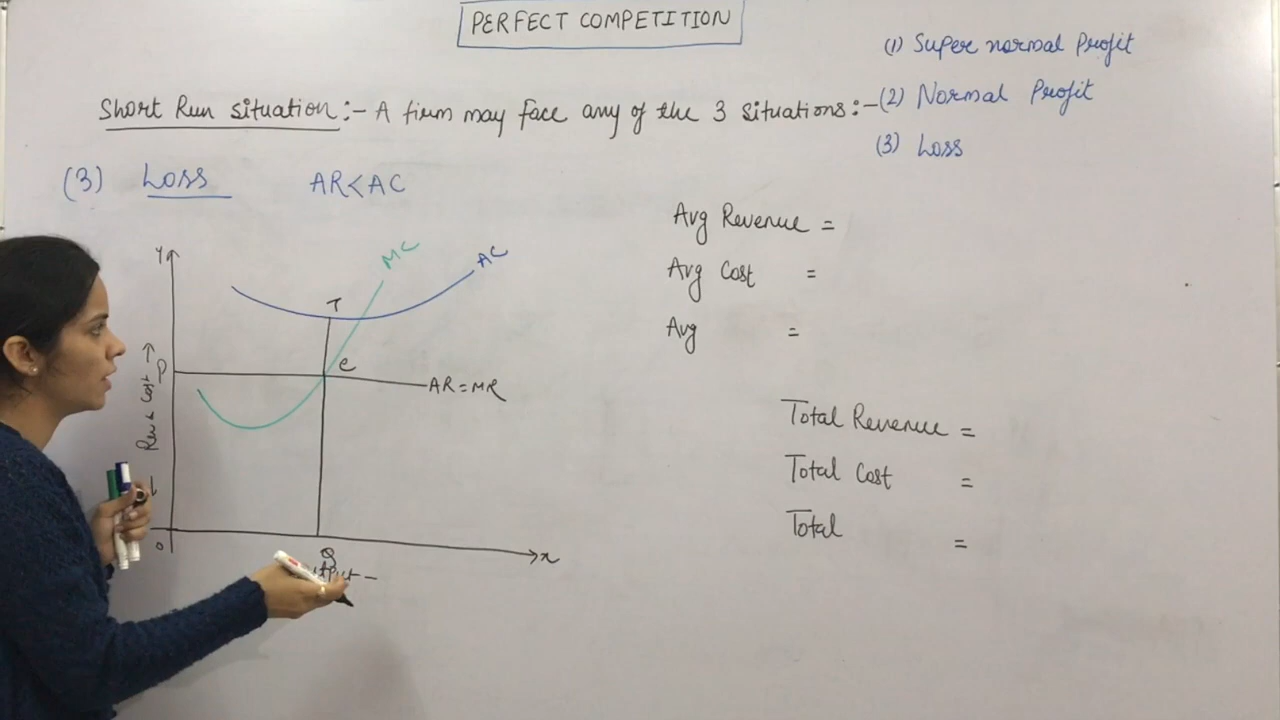 PERFECT COMPETITION
(1) Super normal Profit
Short Run Situation :- A firm may face any of the 3 situations :- (2) Normal Profit
(3) Loss
(3) Loss AR < AC
Avg Revenue =
Avg Cost =
Avg =
Total Revenue =
Total Cost =
Total =
Y
MC
AC
T
P
e
AR = MR
Rev & Cost →
O
Q
x